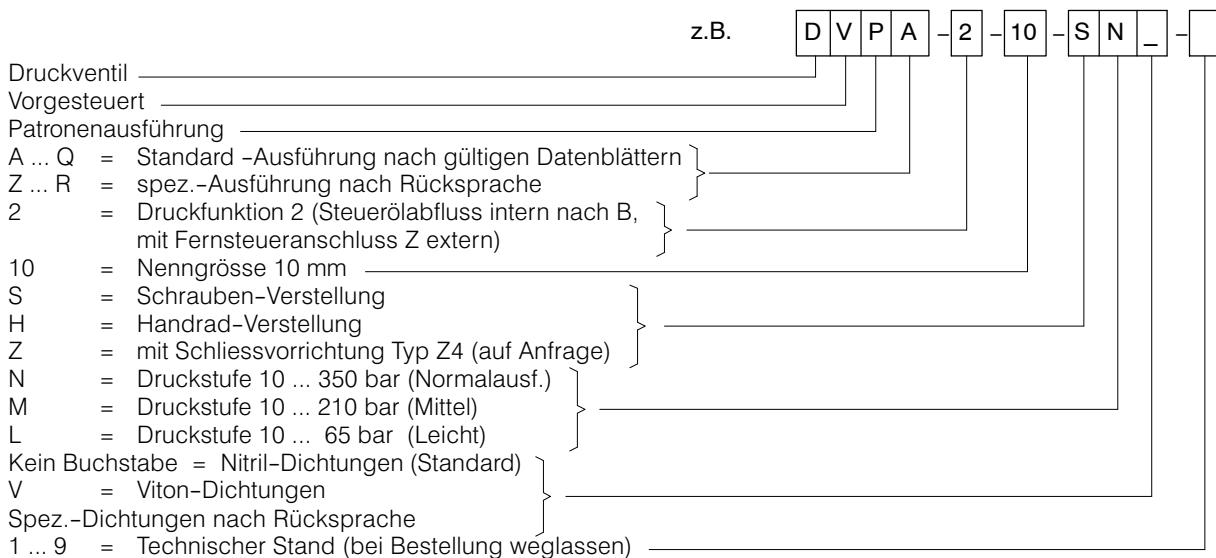 z.B. D V P A - 2 - 10 - S N _ -
Druckventil
Vorgesteuert
Patronenausführung
A ... Q = Standard -Ausführung nach gültigen Datenblättern
Z ... R = spez.-Ausführung nach Rücksprache
2 = Druckfunktion 2 (Steuerölabfluss intern nach B,
mit Fernsteueranschluss Z extern)
10 = Nenngrösse 10 mm
S = Schrauben-Verstellung
H = Handrad-Verstellung
Z = mit Schliessvorrichtung Typ Z4 (auf Anfrage)
N = Druckstufe 10 ... 350 bar (Normalausf.)
M = Druckstufe 10 ... 210 bar (Mittel)
L = Druckstufe 10 ... 65 bar (Leicht)
Kein Buchstabe = Nitril-Dichtungen (Standard)
V = Viton-Dichtungen
Spez.-Dichtungen nach Rücksprache
1 ... 9 = Technischer Stand (bei Bestellung weglassen)